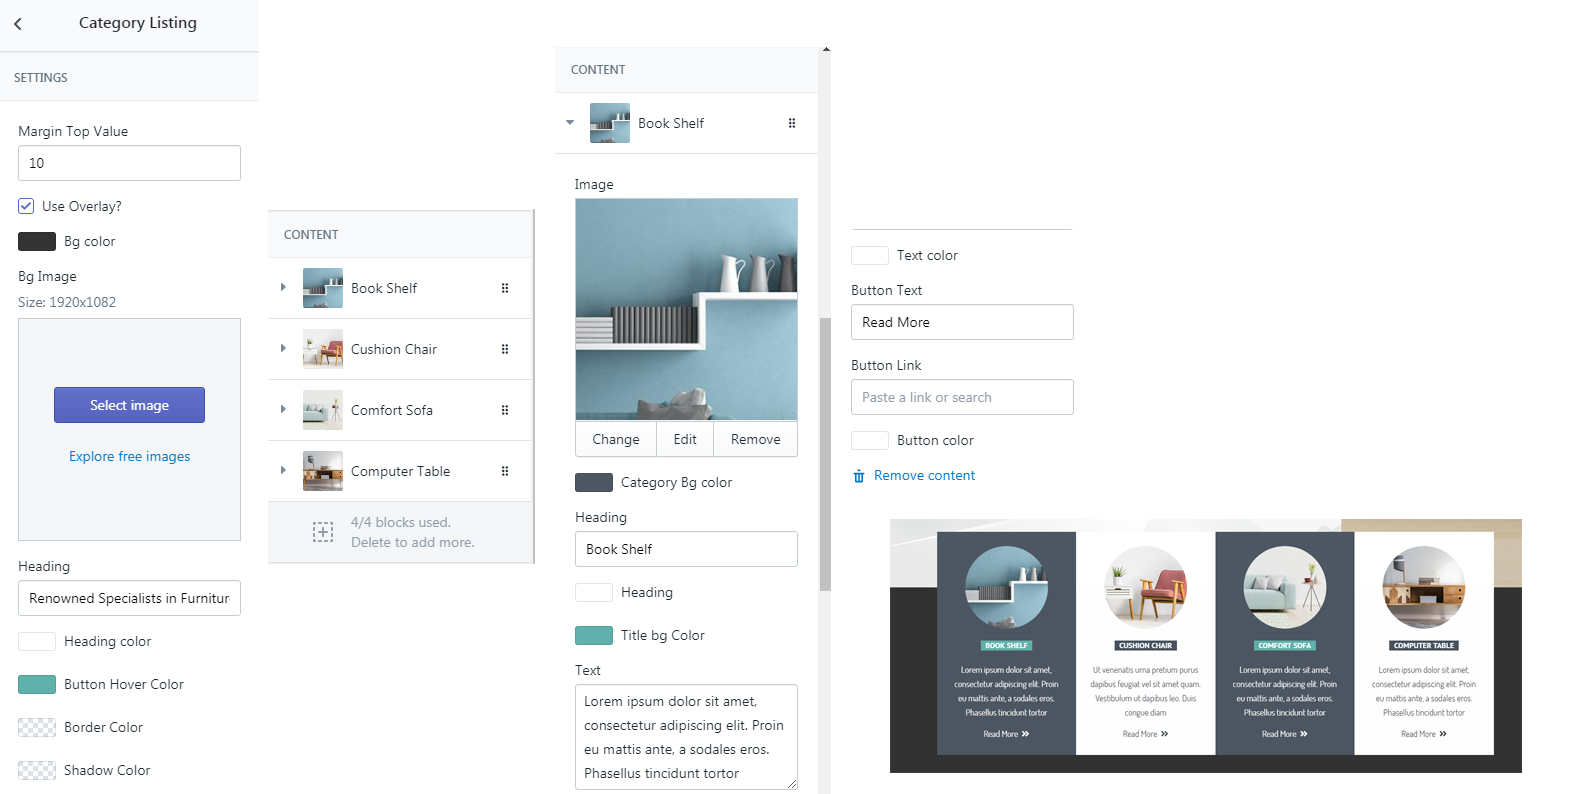 Category Listing
SETTINGS
Margin Top Value
10
Use Overlay?
Bg color
Bg Image
Size: 1920x1082
Select image
Explore free images
Heading
Renowned Specialists in Furnitur
Heading color
Button Hover Color
Border Color
Shadow Color
CONTENT
Book Shelf
Cushion Chair
Comfort Sofa
Computer Table
4/4 blocks used.
Delete to add more.
CONTENT
Book Shelf
Image
Change Edit Remove
Category Bg color
Heading
Book Shelf
Heading
Title bg Color
Text
Lorem ipsum dolor sit amet,
consectetur adipiscing elit. Proin
eu mattis ante, a sodales eros.
Phasellus tincidunt tortor
Text color
Button Text
Read More
Button Link
Paste a link or search
Button color
Remove content
BOOK SHELF
Lorem ipsum dolor sit amet,
consectetur adipiscing elit. Proin
eu mattis ante, a sodales eros.
Phasellus tincidunt tortor
Read More
CUSHION CHAIR
Ut venenatis urna pretium purus
dapibus feugiat vel sit amet quam.
Vestibulum ut dapibus leo. Duis
congue diam
Read More
COMFORT SOFA
Lorem ipsum dolor sit amet,
consectetur adipiscing elit. Proin
eu mattis ante, a sodales eros.
Phasellus tincidunt tortor
Read More
COMPUTER TABLE
Lorem ipsum dolor sit amet,
consectetur adipiscing elit. Proin
eu mattis ante, a sodales eros.
Phasellus tincidunt tortor
Read More